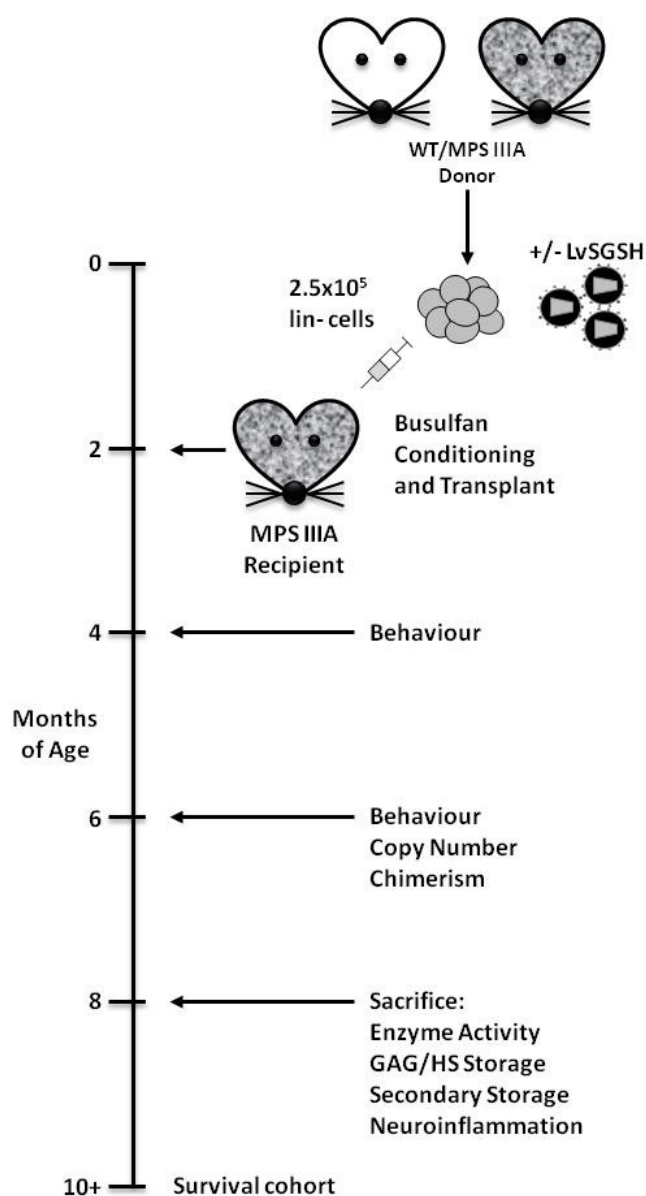 WT/MPS IIIA
Donor
0
+/- LvSGSH
2.5x10⁵
lin- cells
2
Busulfan
Conditioning
and Transplant
MPS IIIA
Recipient
4
Behaviour
Months
of Age
6
Behaviour
Copy Number
Chimerism
8
Sacrifice:
Enzyme Activity
GAG/HS Storage
Secondary Storage
Neuroinflammation
10+
Survival cohort